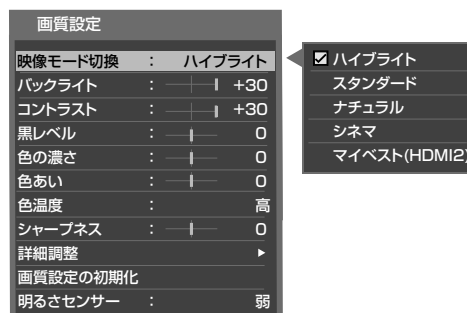 画質設定
映像モード切換 : ハイブライト
バックライト : +30
コントラスト : +30
黒レベル : 0
色の濃さ : 0
色あい : 0
色温度 : 高
シャープネス : 0
詳細調整
画質設定の初期化
明るさセンサー : 弱
ハイブライト
スタンダード
ナチュラル
シネマ
マイベスト(HDMI2)